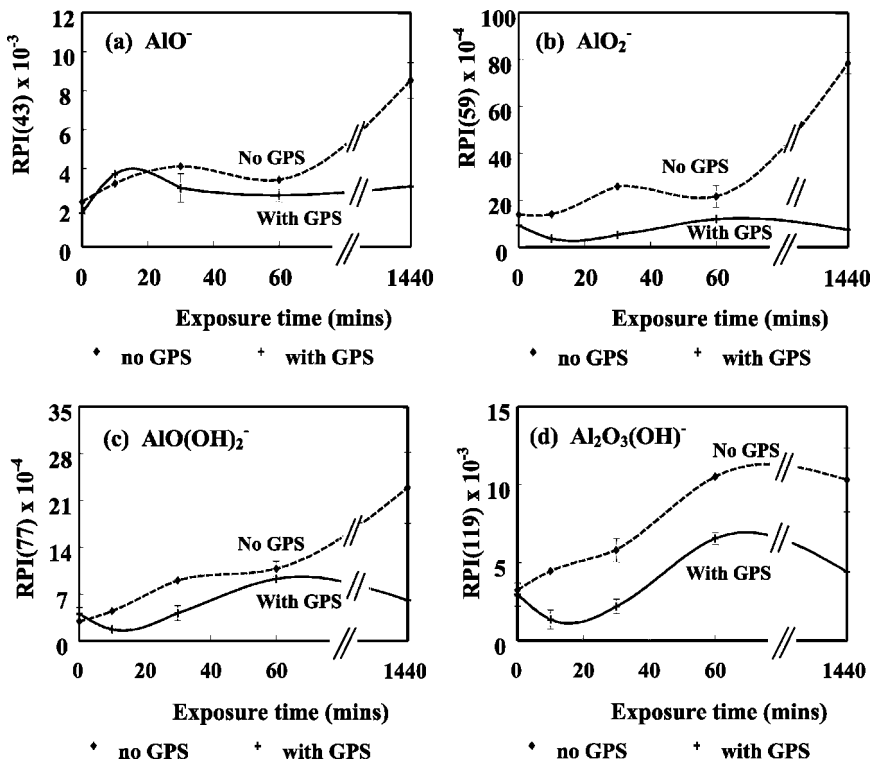 (a) AlO⁻
RPI(43) x 10⁻³
12
10
8
6
4
2
0
No GPS
With GPS
0 20 40 60 1440
Exposure time (mins)
no GPS with GPS
(b) AlO₂⁻
RPI(59) x 10⁻⁴
100
80
60
40
20
0
No GPS
With GPS
0 20 40 60 1440
Exposure time (mins)
no GPS with GPS
(c) AlO(OH)₂⁻
RPI(77) x 10⁻⁴
35
28
21
14
7
0
No GPS
With GPS
0 20 40 60 1440
Exposure time (mins)
no GPS with GPS
(d) Al₂O₃(OH)⁻
RPI(119) x 10⁻³
15
10
5
0
No GPS
With GPS
0 20 40 60 1440
Exposure time (mins)
no GPS with GPS